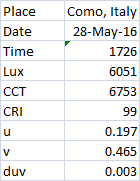 Place Como, Italy
Date 28-May-16
Time 1726
Lux 6051
CCT 6753
CRI 99
u 0.197
v 0.465
duv 0.003